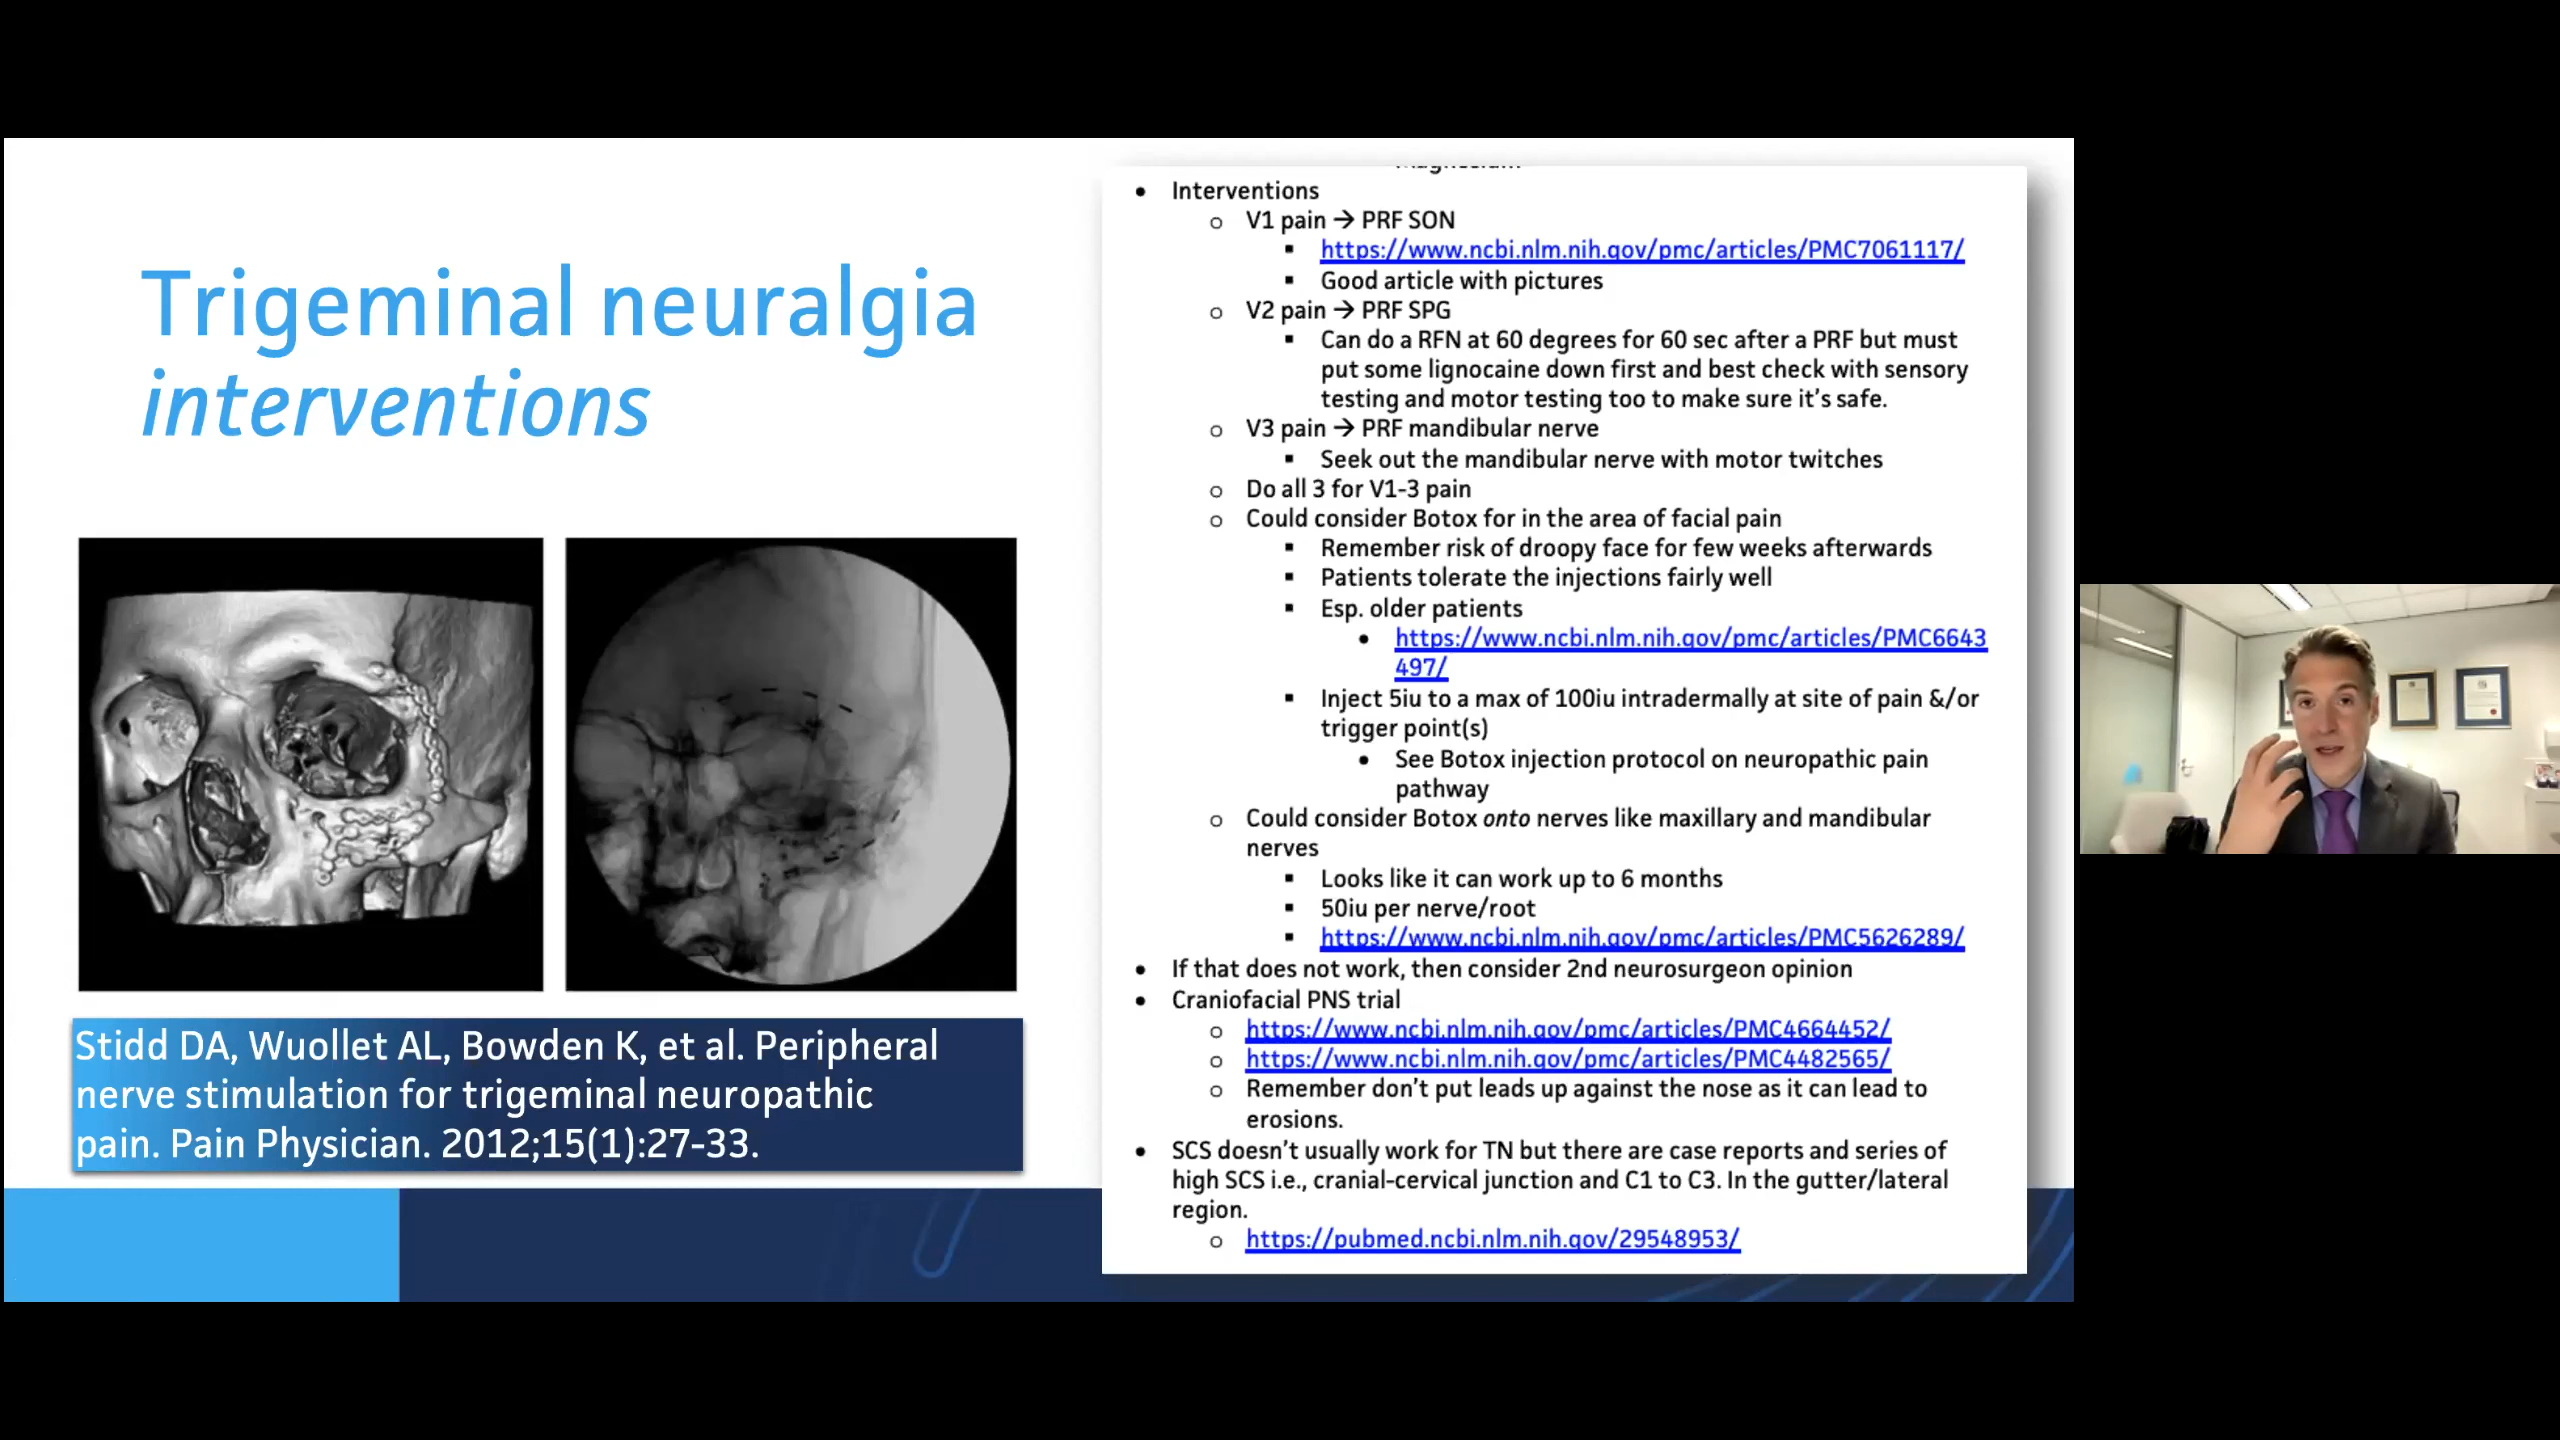 Trigeminal neuralgia
interventions
Stidd DA, Wuollet AL, Bowden K, et al. Peripheral
nerve stimulation for trigeminal neuropathic
pain. Pain Physician. 2012;15(1):27-33.
• Interventions
o V1 pain → PRF SON
▪ https://www.ncbi.nlm.nih.gov/pmc/articles/PMC7061117/
▪ Good article with pictures
o V2 pain → PRF SPG
▪ Can do a RFN at 60 degrees for 60 sec after a PRF but must
put some lignocaine down first and best check with sensory
testing and motor testing too to make sure it's safe.
o V3 pain → PRF mandibular nerve
▪ Seek out the mandibular nerve with motor twitches
o Do all 3 for V1-3 pain
o Could consider Botox for in the area of facial pain
▪ Remember risk of droopy face for few weeks afterwards
▪ Patients tolerate the injections fairly well
▪ Esp. older patients
• https://www.ncbi.nlm.nih.gov/pmc/articles/PMC6643
497/
▪ Inject 5iu to a max of 100iu intradermally at site of pain &/or
trigger point(s)
• See Botox injection protocol on neuropathic pain
pathway
o Could consider Botox onto nerves like maxillary and mandibular
nerves
▪ Looks like it can work up to 6 months
▪ 50iu per nerve/root
▪ https://www.ncbi.nlm.nih.gov/pmc/articles/PMC5626289/
• If that does not work, then consider 2nd neurosurgeon opinion
• Craniofacial PNS trial
o https://www.ncbi.nlm.nih.gov/pmc/articles/PMC4664452/
o https://www.ncbi.nlm.nih.gov/pmc/articles/PMC4482565/
o Remember don't put leads up against the nose as it can lead to
erosions.
• SCS doesn't usually work for TN but there are case reports and series of
high SCS i.e., cranial-cervical junction and C1 to C3. In the gutter/lateral
region.
o https://pubmed.ncbi.nlm.nih.gov/29548953/